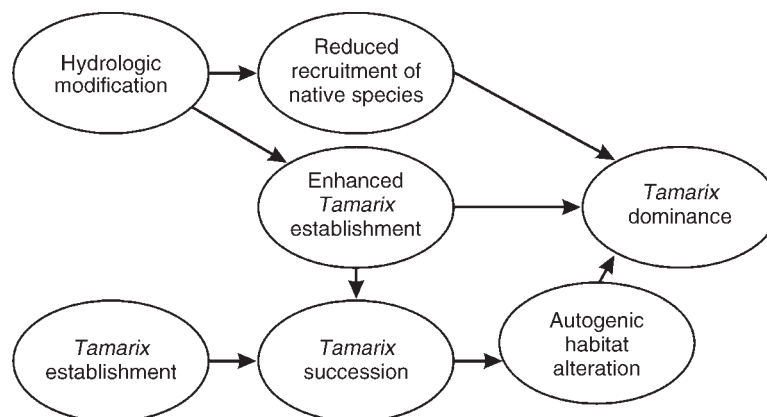 Hydrologic
modification
Reduced
recruitment of
native species
Enhanced
Tamarix
establishment
Tamarix
dominance
Tamarix
establishment
Tamarix
succession
Autogenic
habitat
alteration